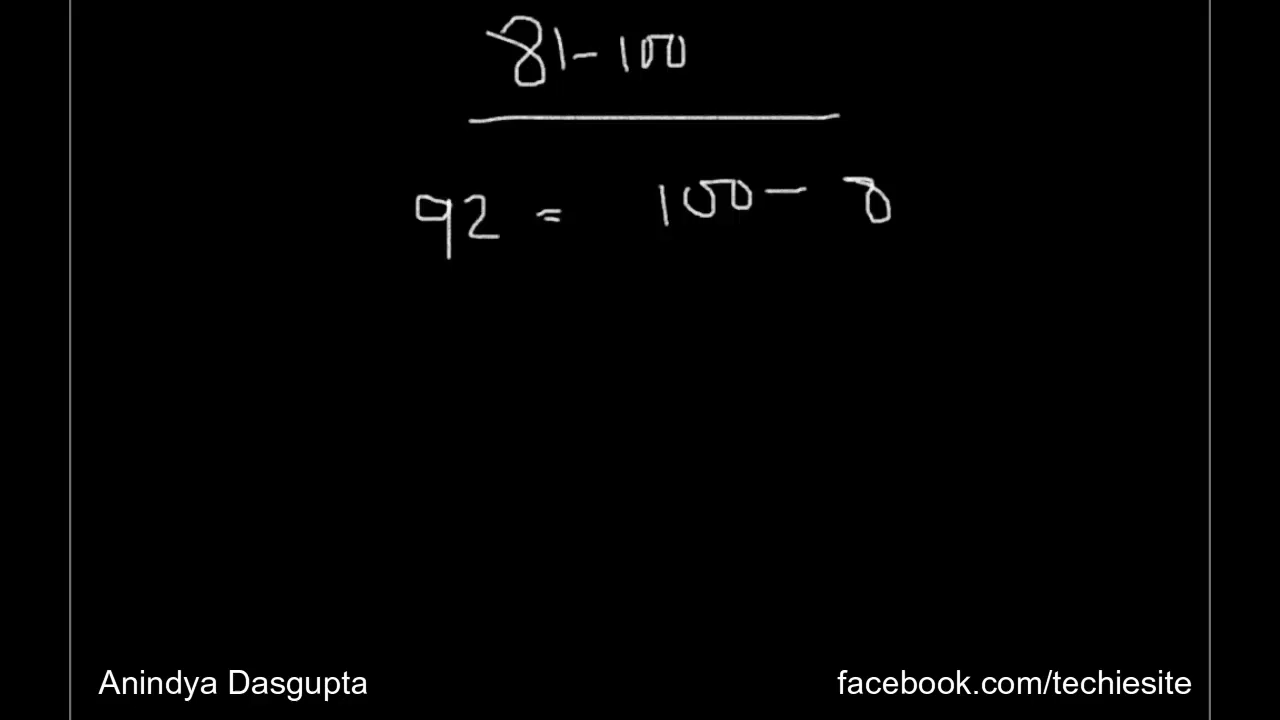 81-100
92 = 100 - 8
Anindya Dasgupta
facebook.com/techiesite